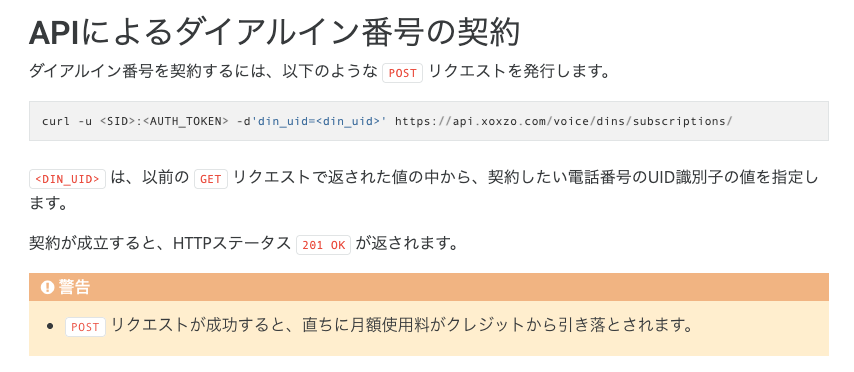 APIによるダイアルイン番号の契約
ダイアルイン番号を契約するには、以下のような POST リクエストを発行します。
curl -u <SID>:<AUTH_TOKEN> -d'din_uid=<din_uid>' https://api.xoxzo.com/voice/dins/subscriptions/
<DIN_UID> は、以前の GET リクエストで返された値の中から、契約したい電話番号のUID識別子の値を指定し
ます。
契約が成立すると、HTTPステータス 201 OK が返されます。
警告
• POST リクエストが成功すると、直ちに月額使用料がクレジットから引き落とされます。